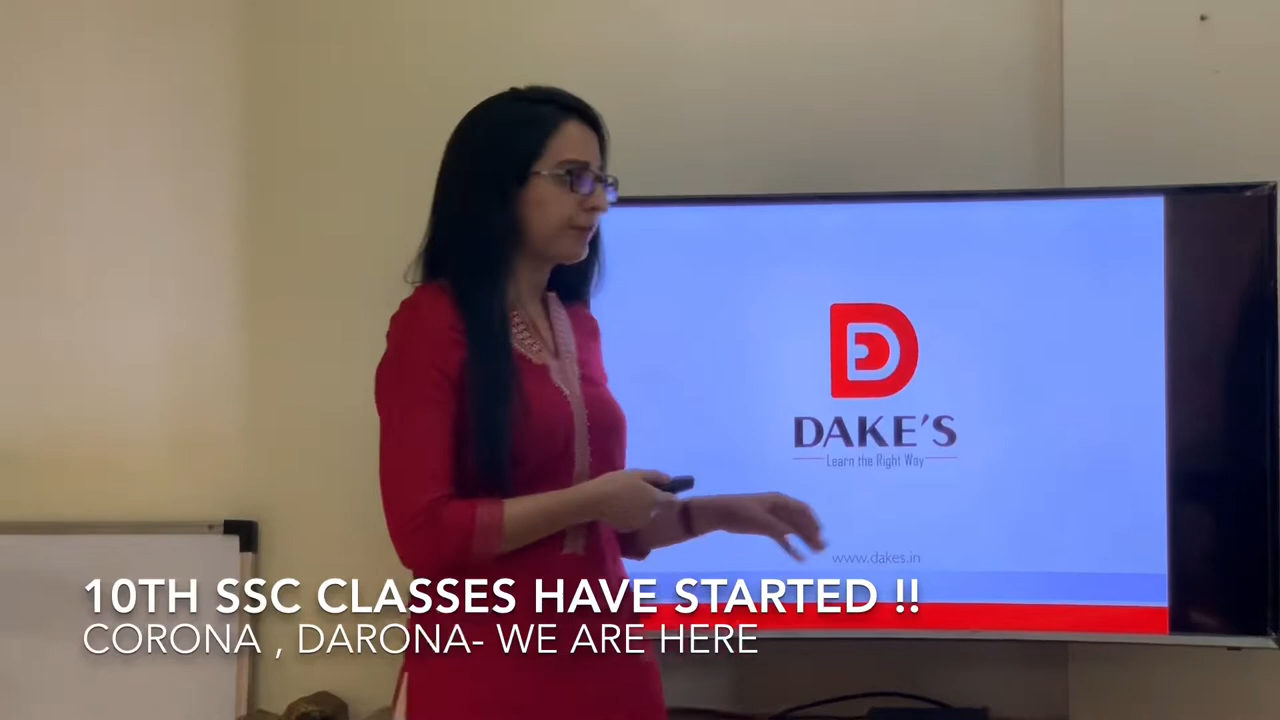 DAKE'S
Learn the Right Way
www.dakes.in
10TH SSC CLASSES HAVE STARTED !!
CORONA , DARONA- WE ARE HERE